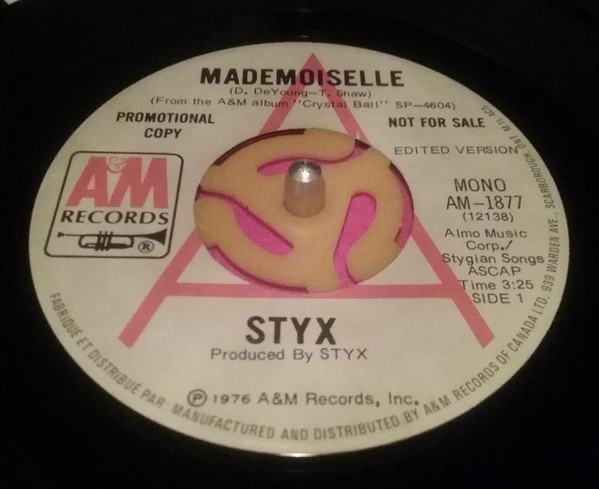 MADEMOISELLE
(D. DeYoung—T. Shaw)
(From the A&M album "Crystal Ball" SP—4604)
PROMOTIONAL
COPY
NOT FOR SALE
EDITED VERSION
A&M
RECORDS
®
MONO
AM—1877
(12138)
Almo Music
Corp./
Stygian Songs
ASCAP
Time 3:25
SIDE 1
STYX
Produced By STYX
℗ 1976 A&M Records, Inc.
FABRIQUÉ ET DISTRIBUÉ PAR · MANUFACTURED AND DISTRIBUTED BY A&M RECORDS OF CANADA LTD. 939 WARDEN AVE., SCARBOROUGH, ONT M1L 4C5